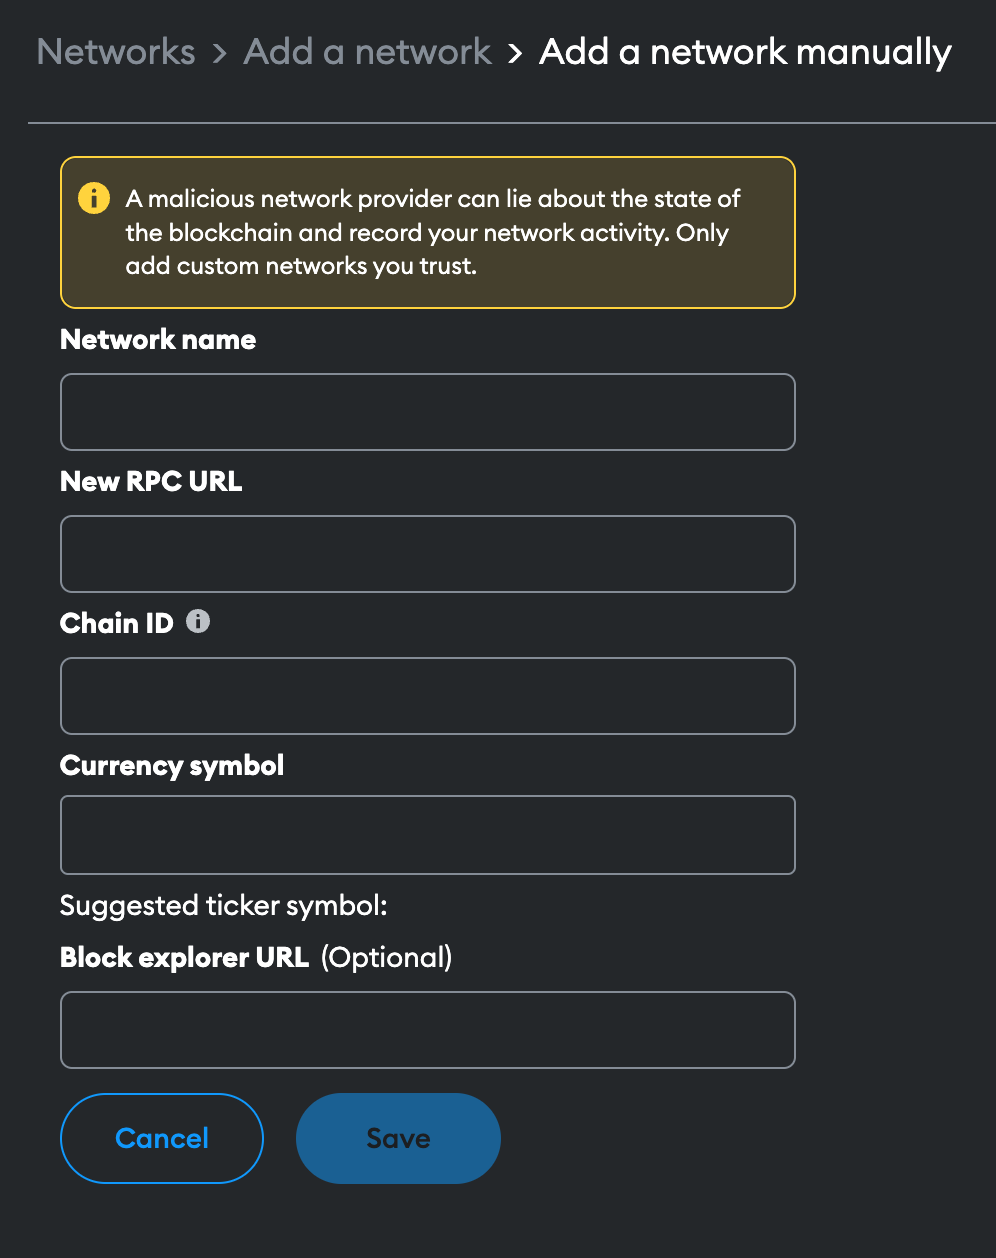 Networks > Add a network > Add a network manually
A malicious network provider can lie about the state of
the blockchain and record your network activity. Only
add custom networks you trust.
Network name
New RPC URL
Chain ID
Currency symbol
Suggested ticker symbol:
Block explorer URL (Optional)
Cancel Save